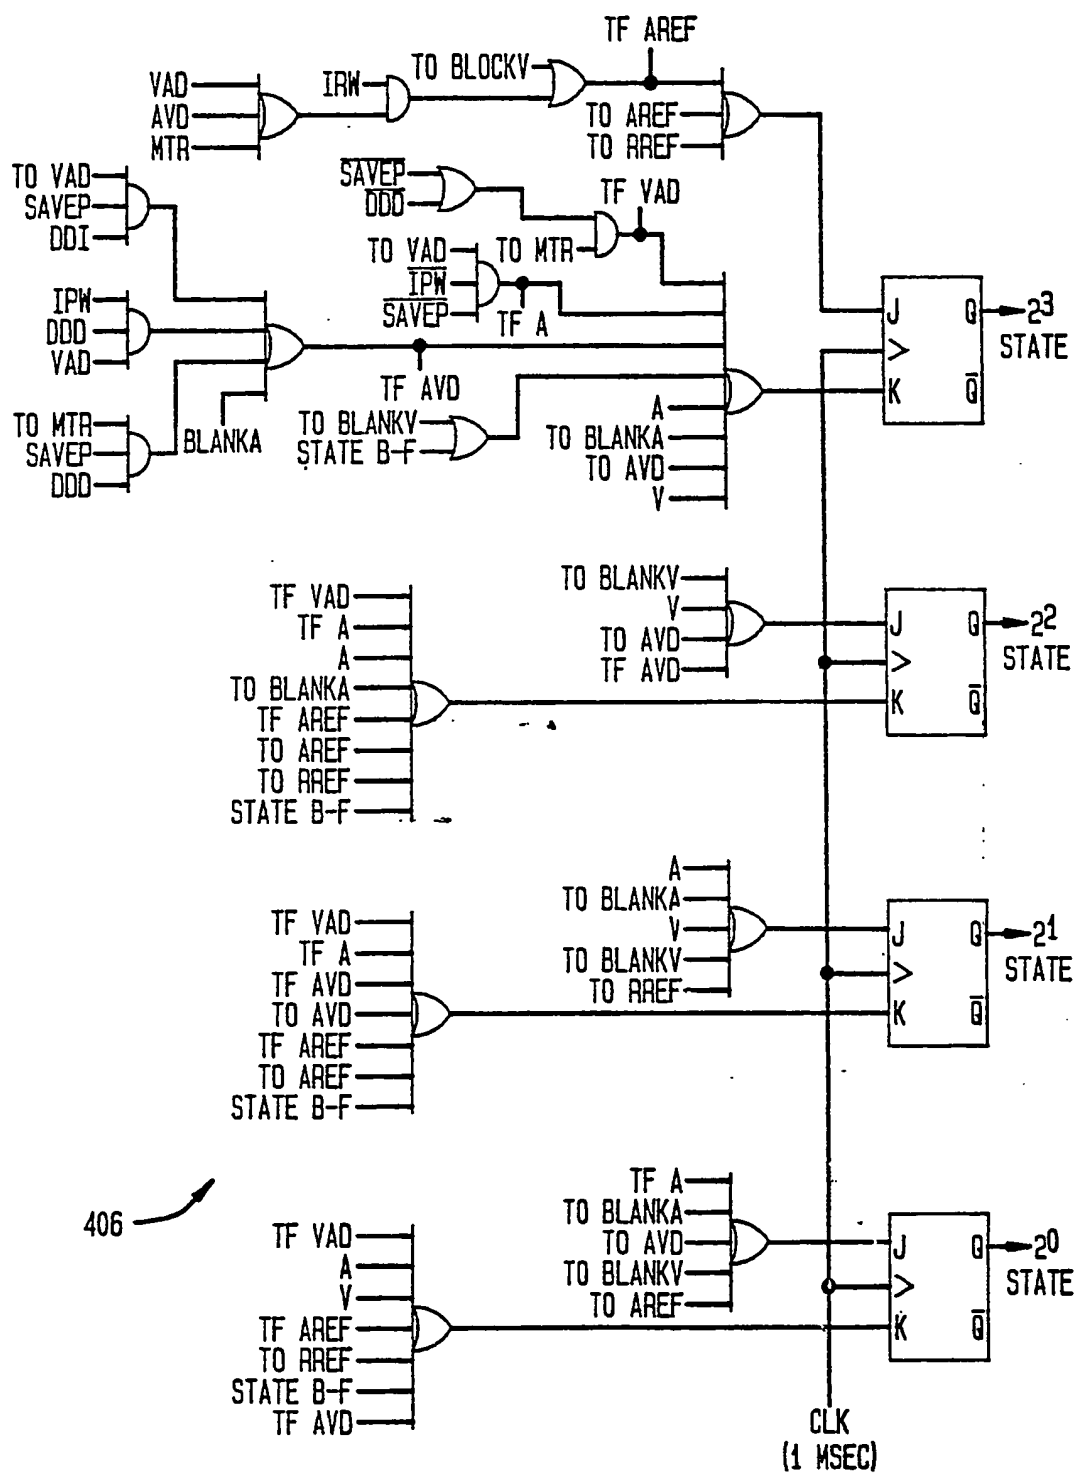 TF AREF
TO BLOCKV
IRW
VAD
AVD
MTR
TO AREF
TO RREF
TO VAD
SAVEP
DDI
SAVEP
DDD
TF VAD
TO MTR
TO VAD
IPW
SAVEP
TF A
IPW
DDD
VAD
TF AVD
TO MTR
SAVEP
DDD
BLANKA
TO BLANKV
STATE B-F
A
TO BLANKA
TO AVD
V
J
K
Q
Q
2³
STATE
TF VAD
TF A
A
TO BLANKA
TF AREF
TO AREF
TO RREF
STATE B-F
TO BLANKV
V
TO AVD
TF AVD
J
K
Q
Q
2²
STATE
TF VAD
TF A
TF AVD
TO AVD
TF AREF
TO AREF
STATE B-F
A
TO BLANKA
V
TO BLANKV
TO RREF
J
K
Q
Q
2¹
STATE
406
TF VAD
A
V
TF AREF
TO RREF
STATE B-F
TF AVD
TF A
TO BLANKA
TO AVD
TO BLANKV
TO AREF
J
K
Q
Q
2⁰
STATE
CLK
(1 MSEC)